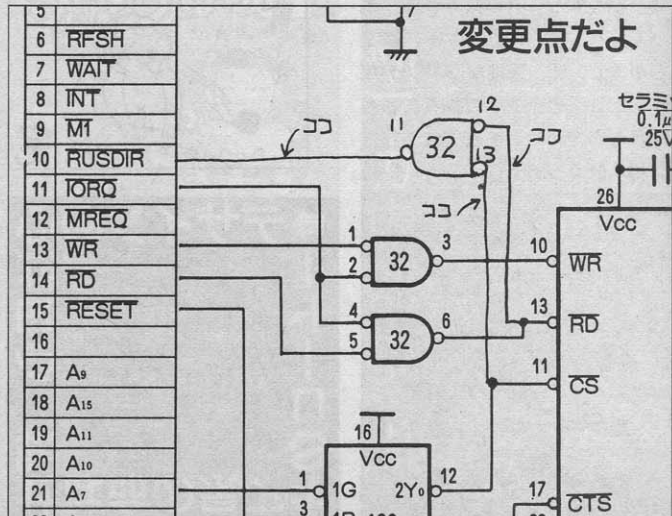 変更点だよ
5
6 RFSH
7 WAIT
8 INT
9 M1
10 RUSDIR
11 IORQ
12 MREQ
13 WR
14 RD
15 RESET
16
17 A9
18 A15
19 A11
20 A10
21 A7
7
ココ
11
32
12
13
ココ
ココ
セラミ
0.1μ
25V
26
Vcc
1
2
32
3
10
WR
4
5
32
6
13
RD
11
CS
16
Vcc
1
1G
2Y0
12
3
17
CTS